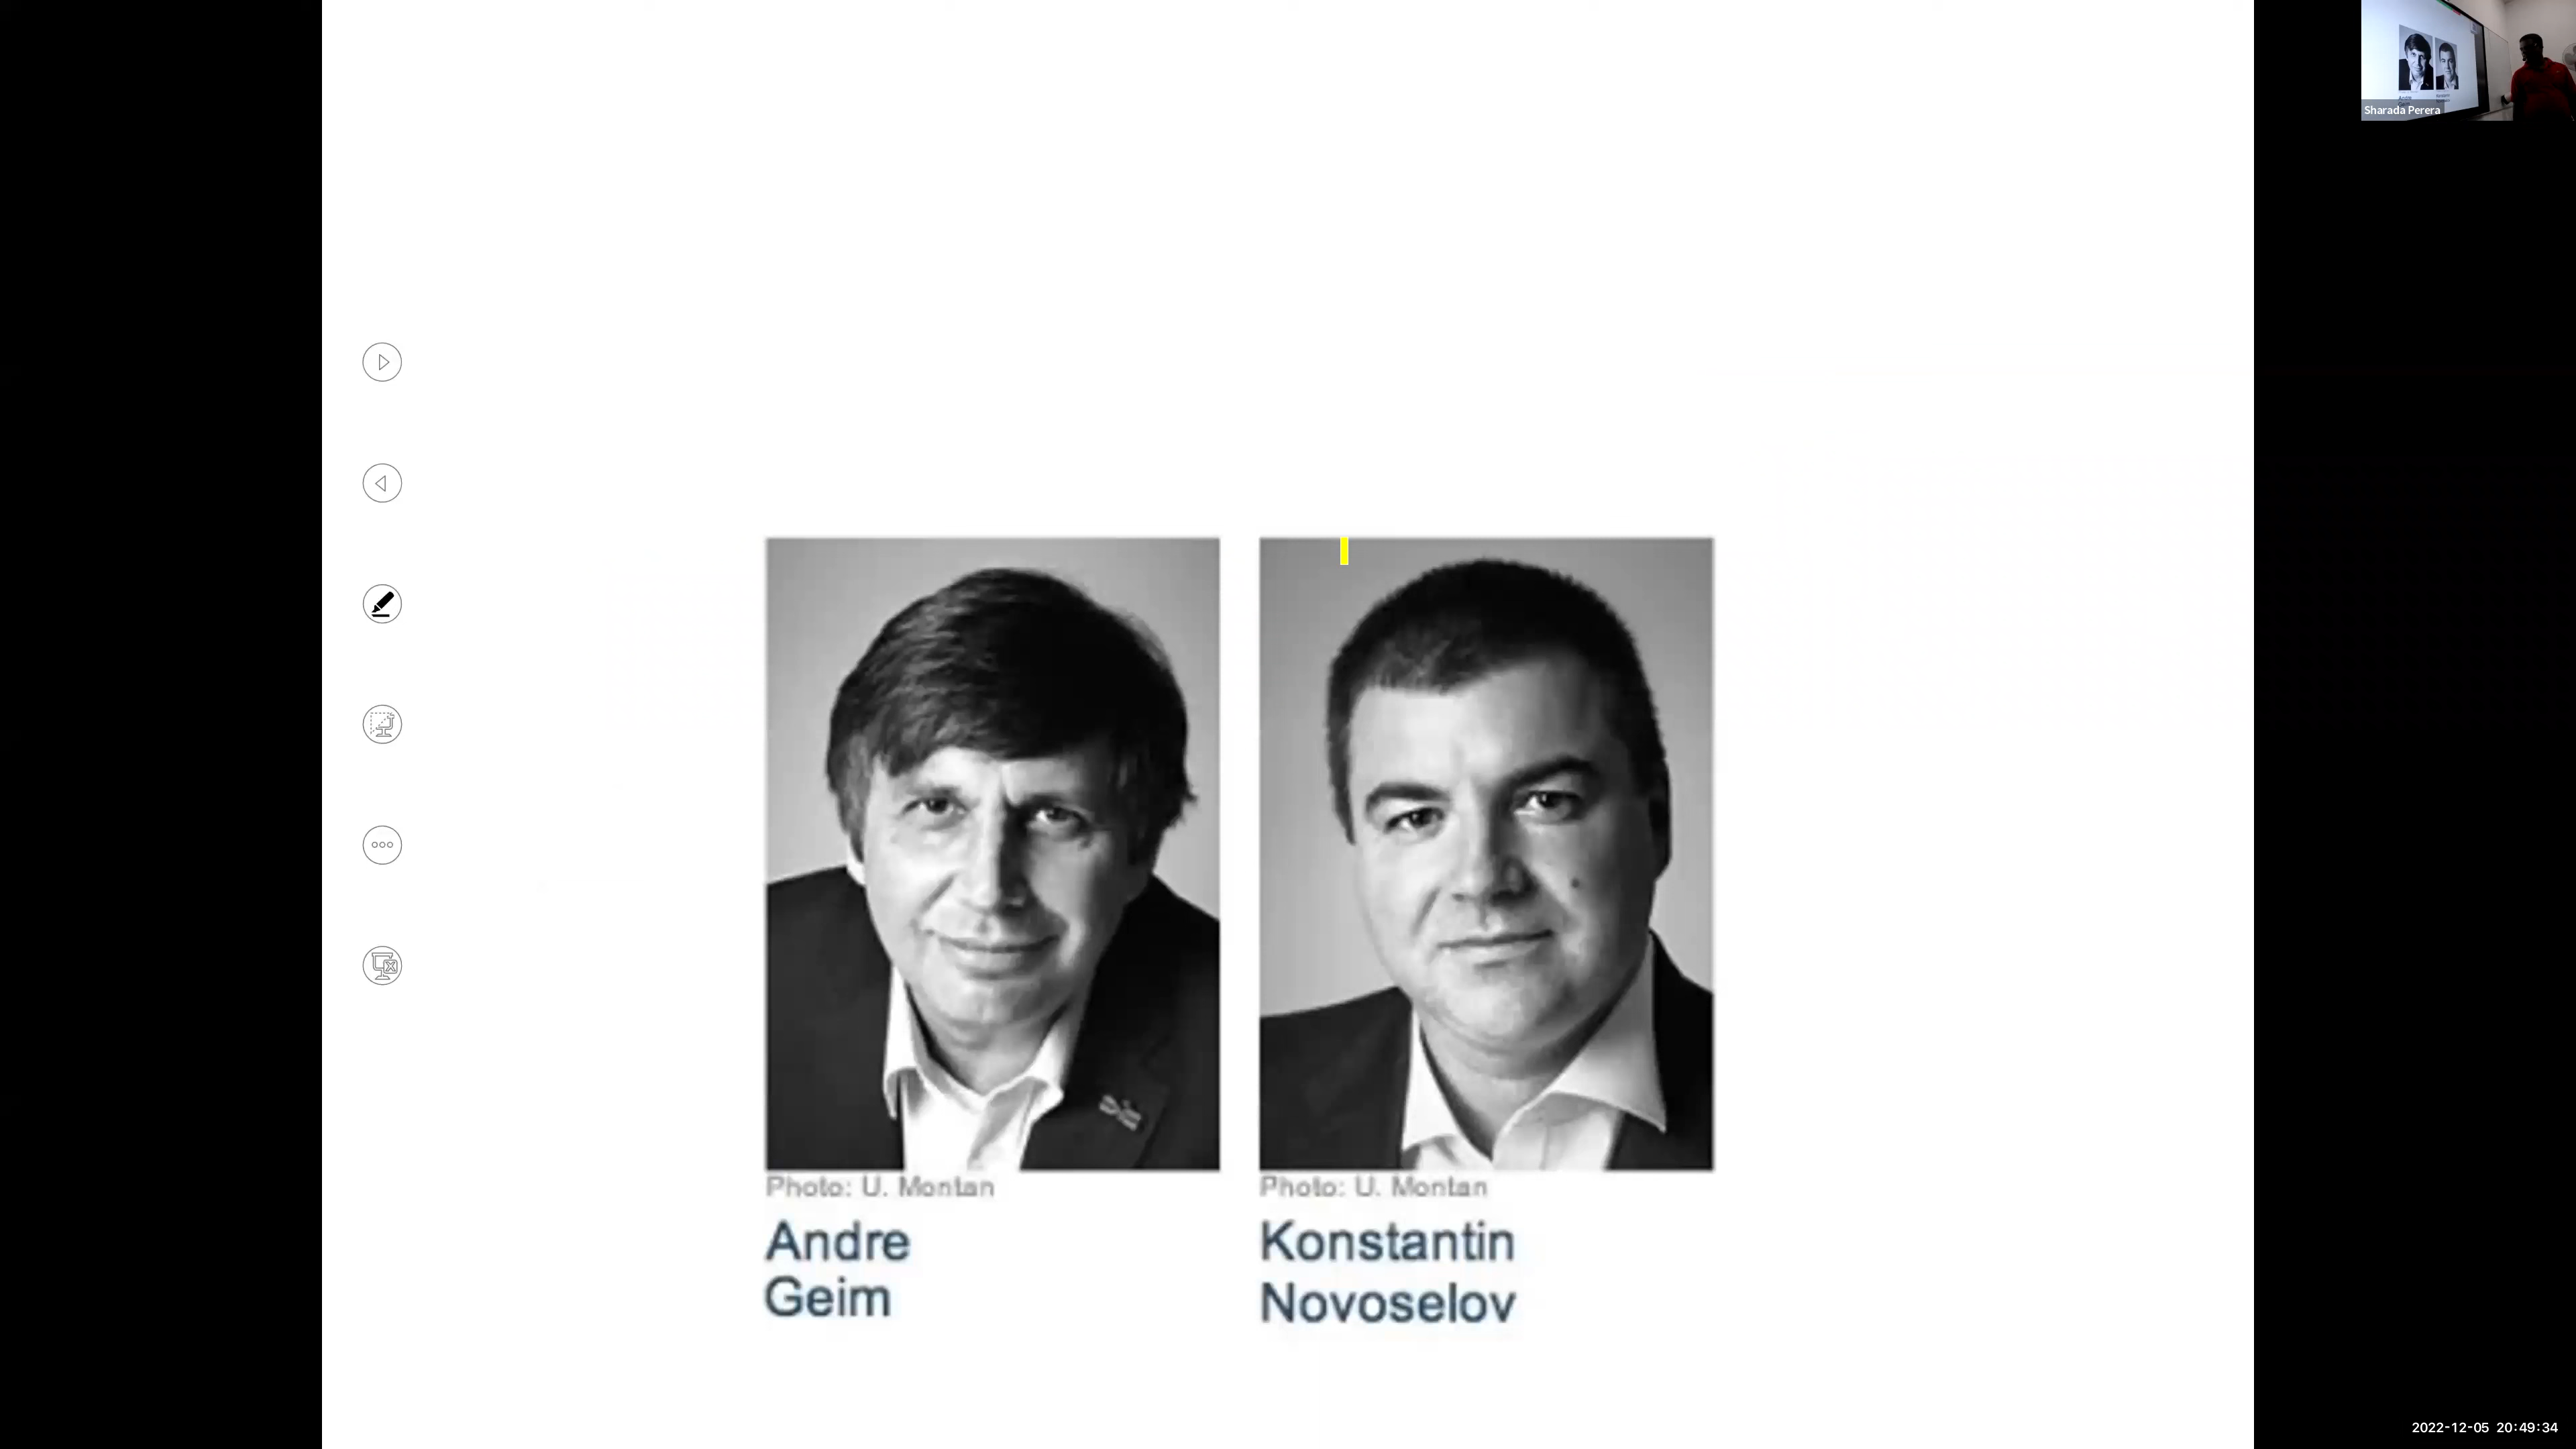 Sharada Perera
Photo: U. Montan
Andre
Geim
Photo: U. Montan
Konstantin
Novoselov
2022-12-05 20:49:34